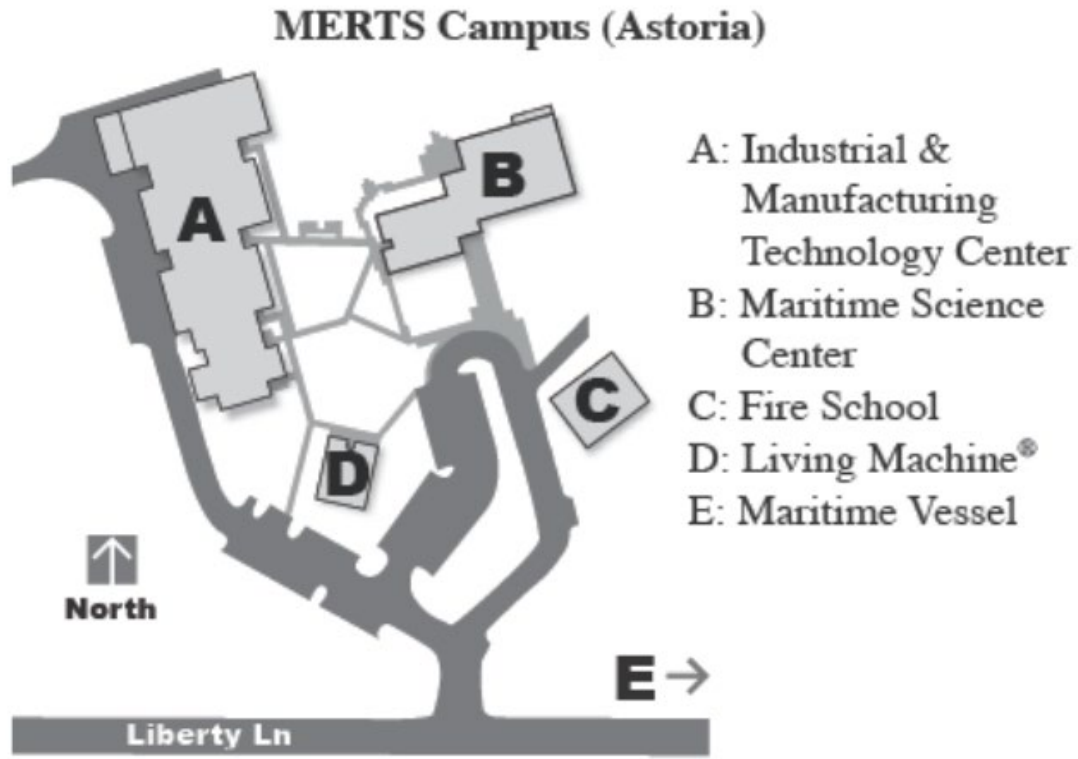 MERTS Campus (Astoria)
A
B
C
D
A: Industrial &
Manufacturing
Technology Center
B: Maritime Science
Center
C: Fire School
D: Living Machine®
E: Maritime Vessel
North
E →
Liberty Ln